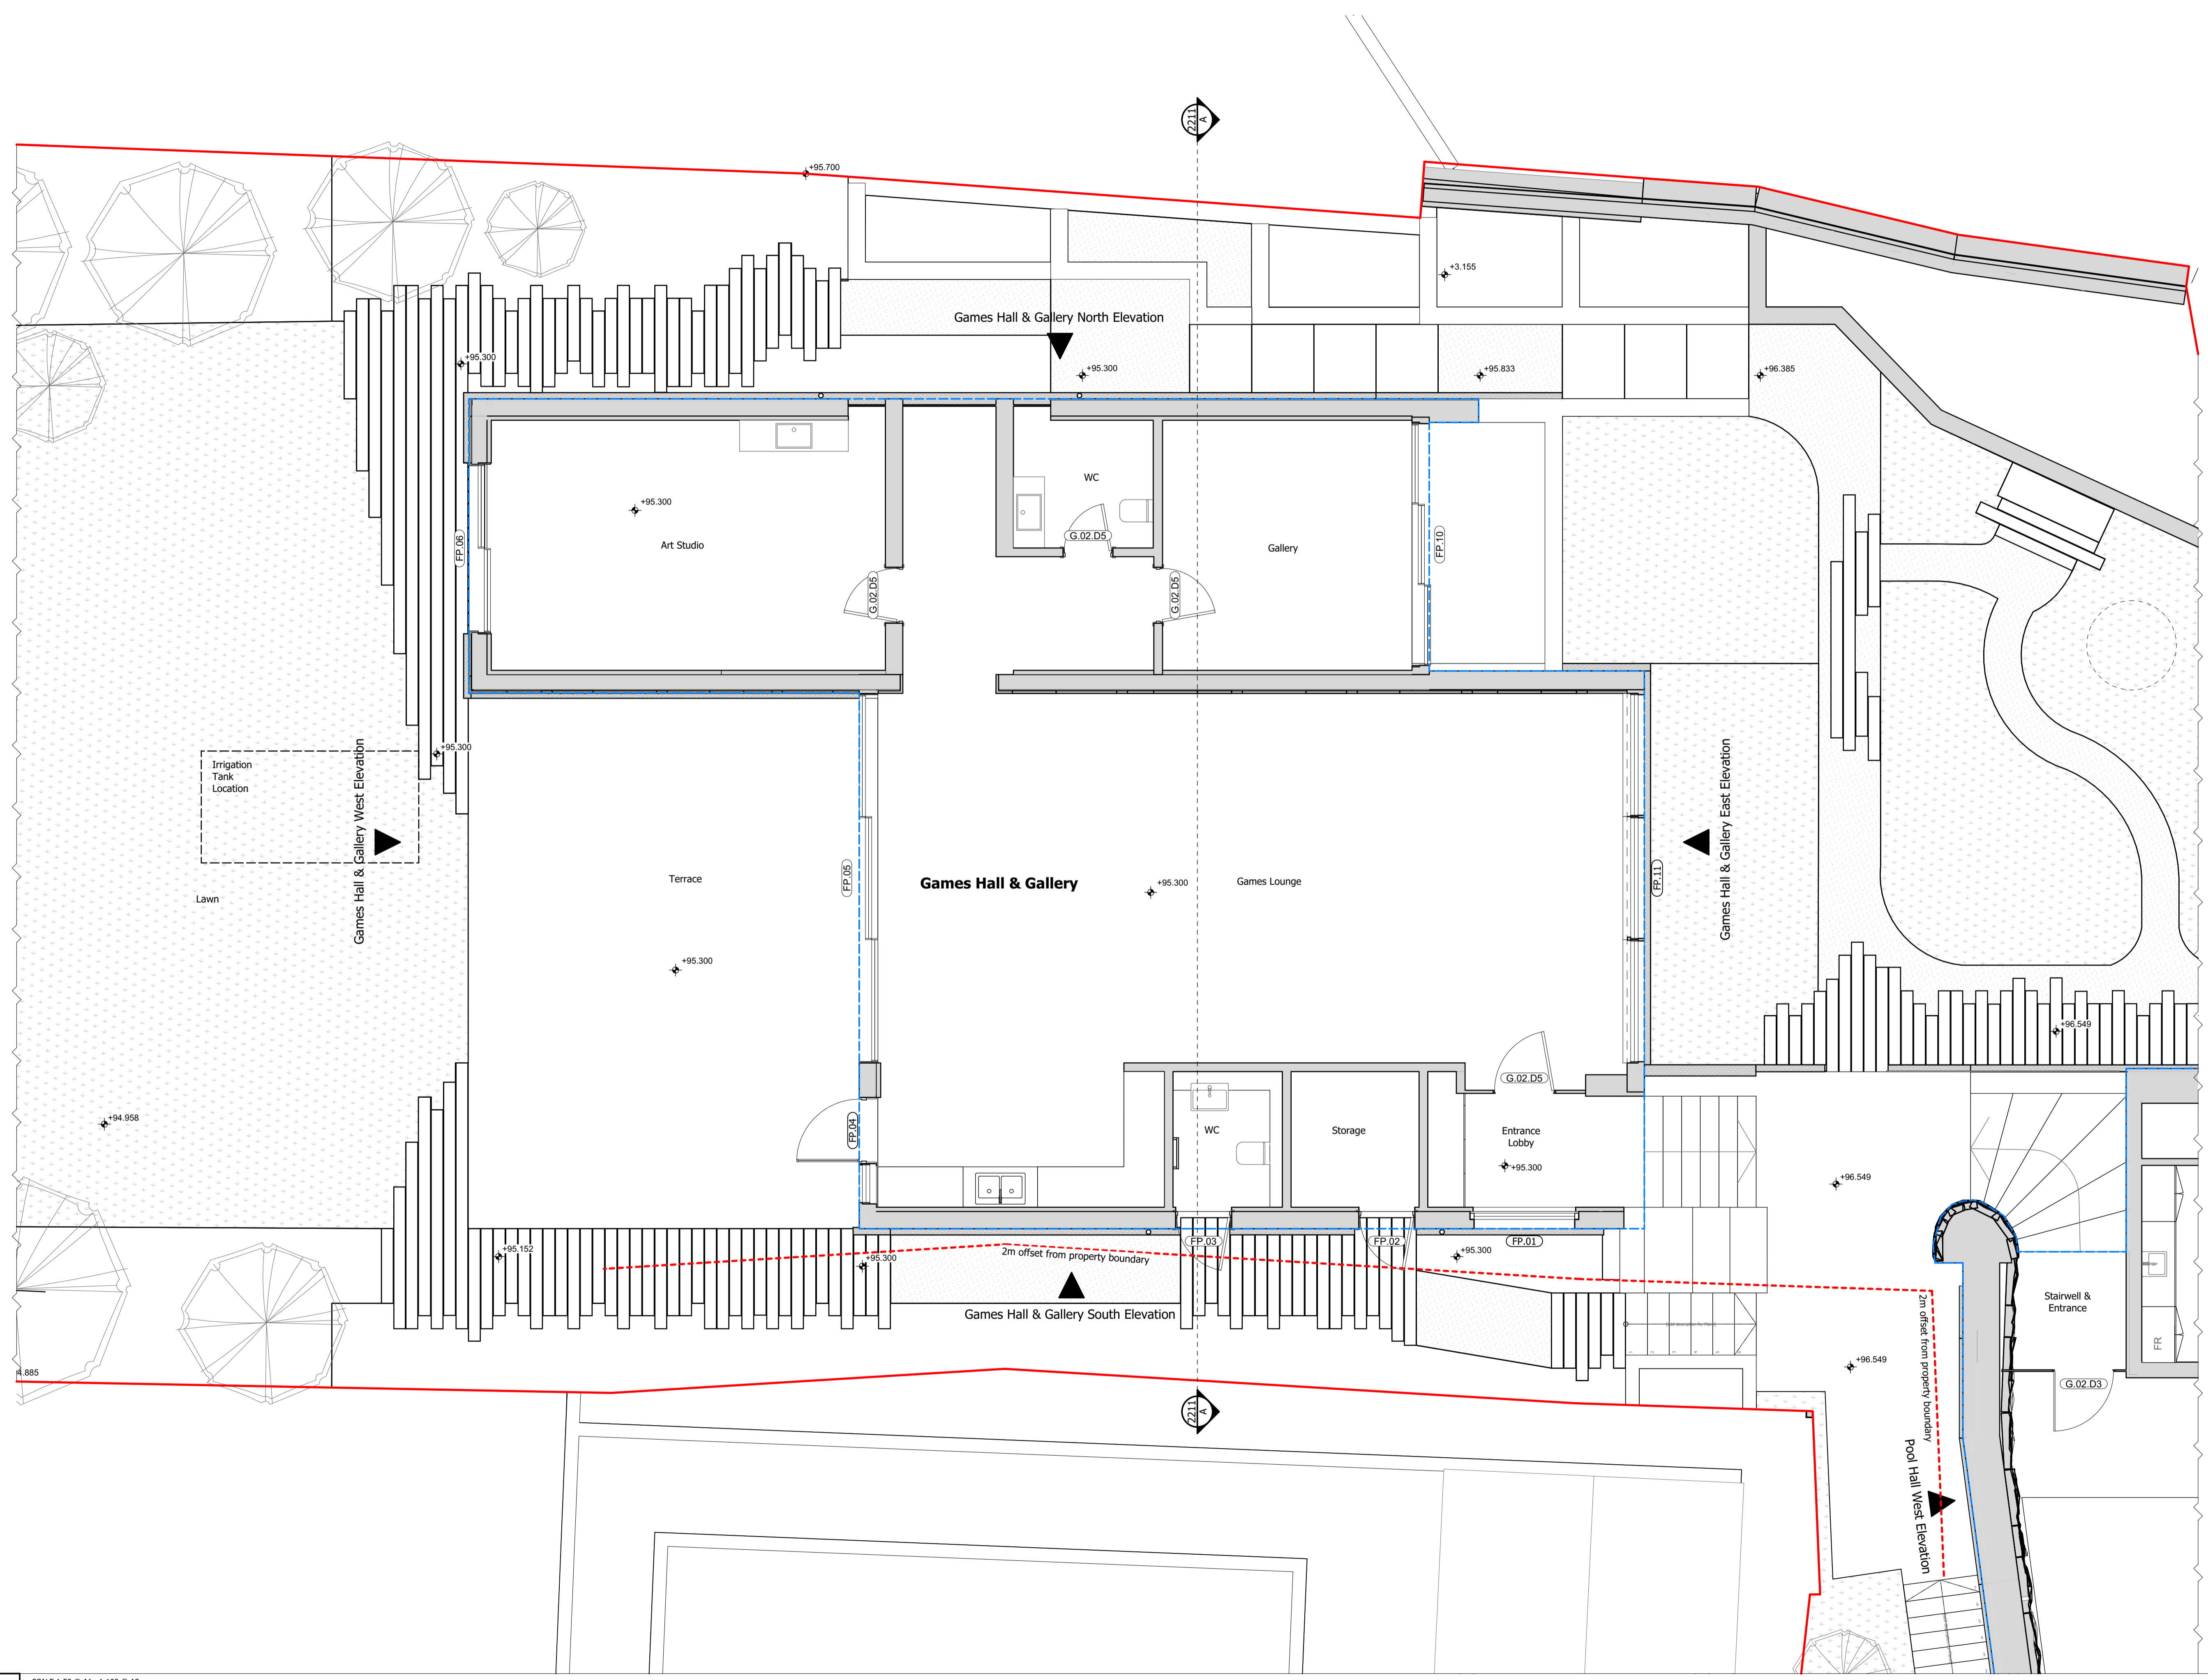 2211
A
+95.700
+3.155
Games Hall & Gallery North Elevation
+95.300
+95.300
+95.833
+96.385
WC
G.02.D5
+95.300
Art Studio
Gallery
FP.06
FP.10
G.02.D5
G.02.D5
+95.300
Irrigation
Tank
Location
Games Hall & Gallery West Elevation
Games Hall & Gallery East Elevation
Lawn
Terrace
FP.05
Games Hall & Gallery
+95.300
Games Lounge
FP.11
+95.300
+96.549
G.02.D5
+94.958
FP.04
WC
Storage
Entrance
Lobby
+95.300
+96.549
+95.152
+95.300
2m offset from property boundary
FP.03
FP.02
FP.01
+95.300
Games Hall & Gallery South Elevation
2m offset from property boundary
Stairwell &
Entrance
FR
+96.549
4.885
G.02.D3
2211
A
Pool Hall West Elevation